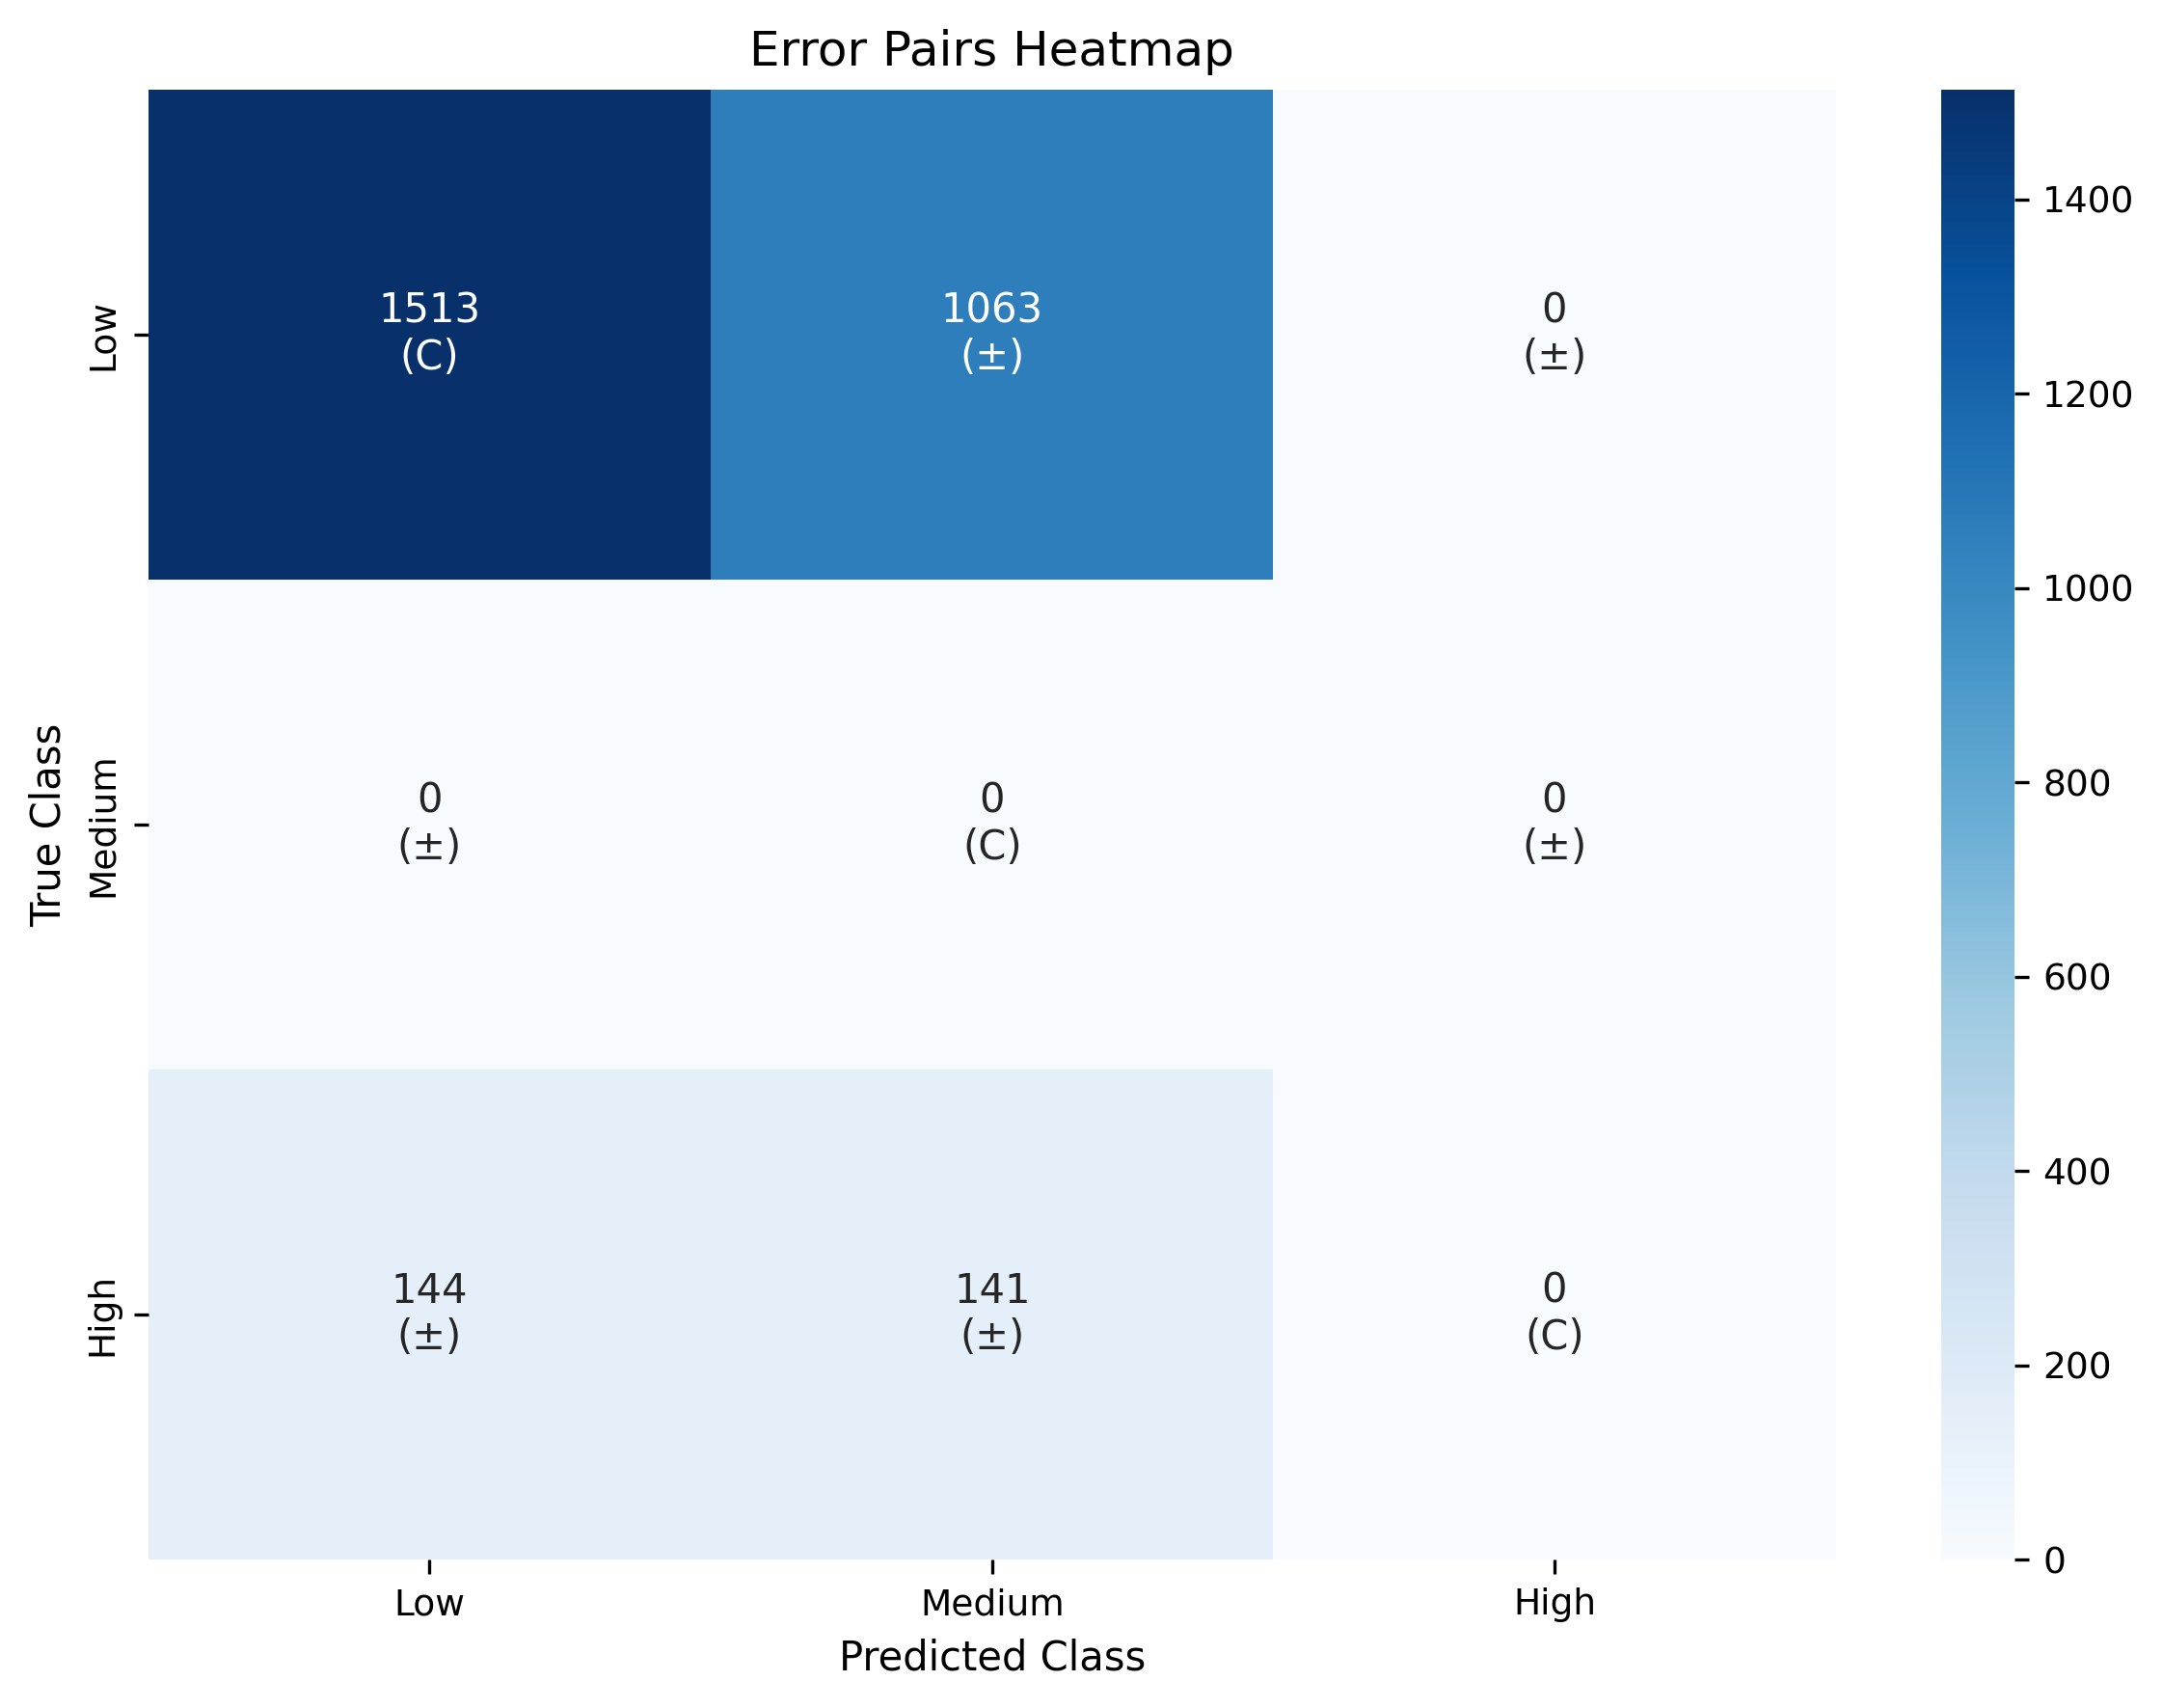 Error Pairs Heatmap
True Class
Low
1513
(C)
1063
(±)
0
(±)
Medium
0
(±)
0
(C)
0
(±)
High
144
(±)
141
(±)
0
(C)
Low
Medium
High
Predicted Class
1400
1200
1000
800
600
400
200
0